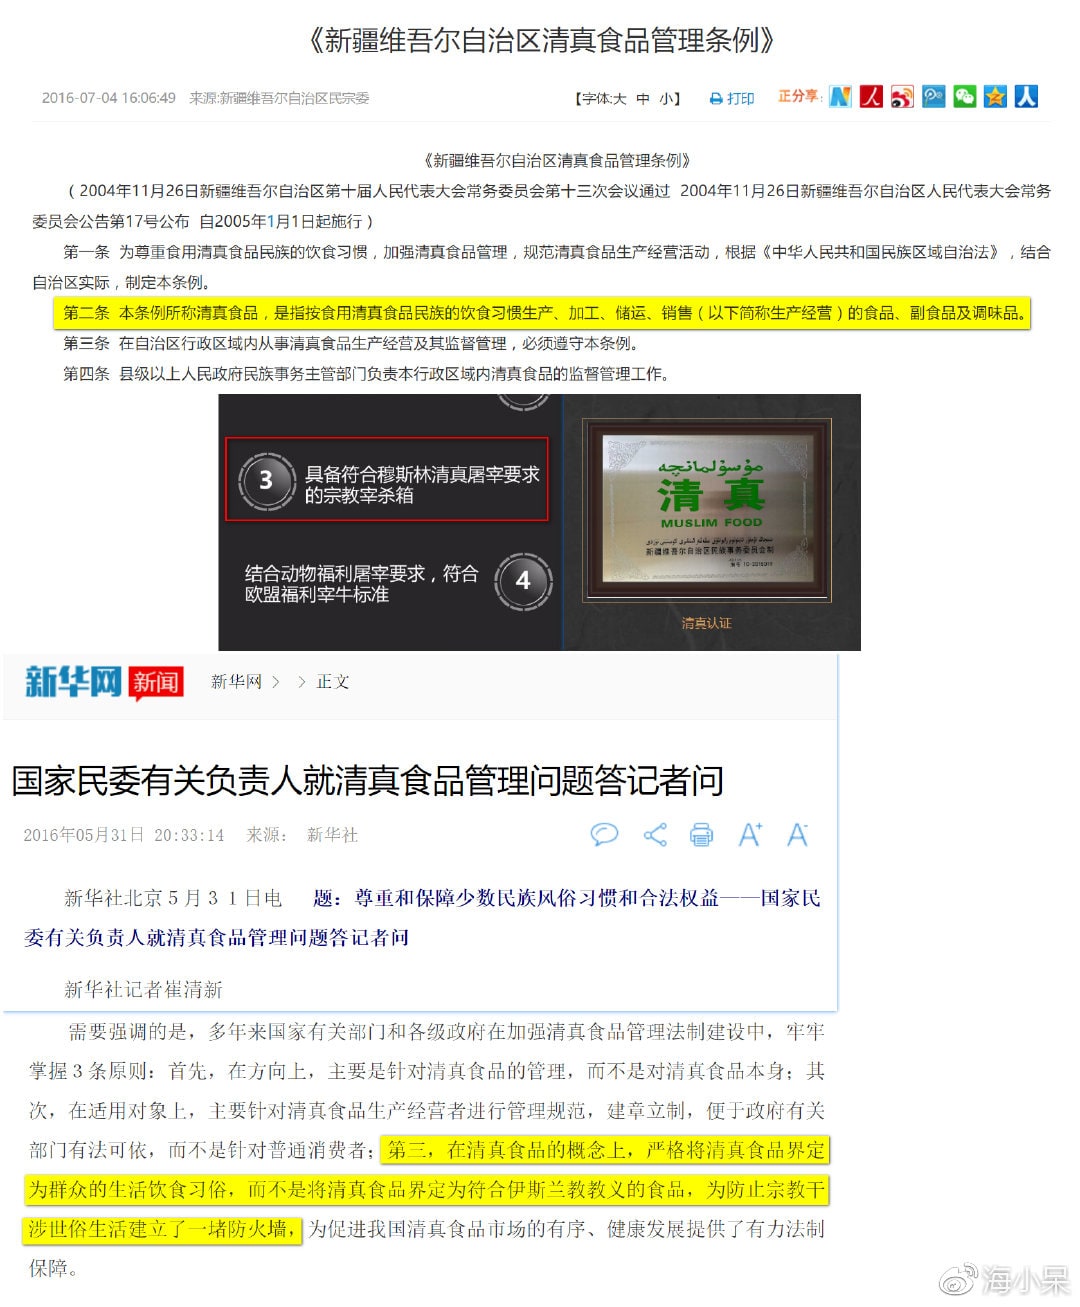 《新疆维吾尔自治区清真食品管理条例》
2016-07-04 16:06:49 来源:新疆维吾尔自治区民宗委 【字体:大 中 小】 打印 正分享:
《新疆维吾尔自治区清真食品管理条例》
（2004年11月26日新疆维吾尔自治区第十届人民代表大会常务委员会第十三次会议通过 2004年11月26日新疆维吾尔自治区人民代表大会常务
委员会公告第17号公布 自2005年1月1日起施行）
第一条 为尊重食用清真食品民族的饮食习惯，加强清真食品管理，规范清真食品生产经营活动，根据《中华人民共和国民族区域自治法》，结合
自治区实际，制定本条例。
第二条 本条例所称清真食品，是指按食用清真食品民族的饮食习惯生产、加工、储运、销售（以下简称生产经营）的食品、副食品及调味品。
第三条 在自治区行政区域内从事清真食品生产经营及其监督管理，必须遵守本条例。
第四条 县级以上人民政府民族事务主管部门负责本行政区域内清真食品的监督管理工作。
3 具备符合穆斯林清真屠宰要求
的宗教宰杀箱
结合动物福利屠宰要求，符合
欧盟福利宰牛标准 4
مۇسۇلمانچە
清真
MUSLIM FOOD
新疆维吾尔自治区民族事务委员会制
清真认证
新华网 新闻 新华网 > > 正文
国家民委有关负责人就清真食品管理问题答记者问
2016年05月31日 20:33:14 来源： 新华社 A+ A-
新华社北京５月３１日电 题：尊重和保障少数民族风俗习惯和合法权益——国家民
委有关负责人就清真食品管理问题答记者问
新华社记者崔清新
需要强调的是，多年来国家有关部门和各级政府在加强清真食品管理法制建设中，牢牢
掌握３条原则：首先，在方向上，主要是针对清真食品的管理，而不是对清真食品本身；其
次，在适用对象上，主要针对清真食品生产经营者进行管理规范，建章立制，便于政府有关
部门有法可依，而不是针对普通消费者；第三，在清真食品的概念上，严格将清真食品界定
为群众的生活饮食习俗，而不是将清真食品界定为符合伊斯兰教教义的食品，为防止宗教干
涉世俗生活建立了一堵防火墙，为促进我国清真食品市场的有序、健康发展提供了有力法制
保障。
海小杲